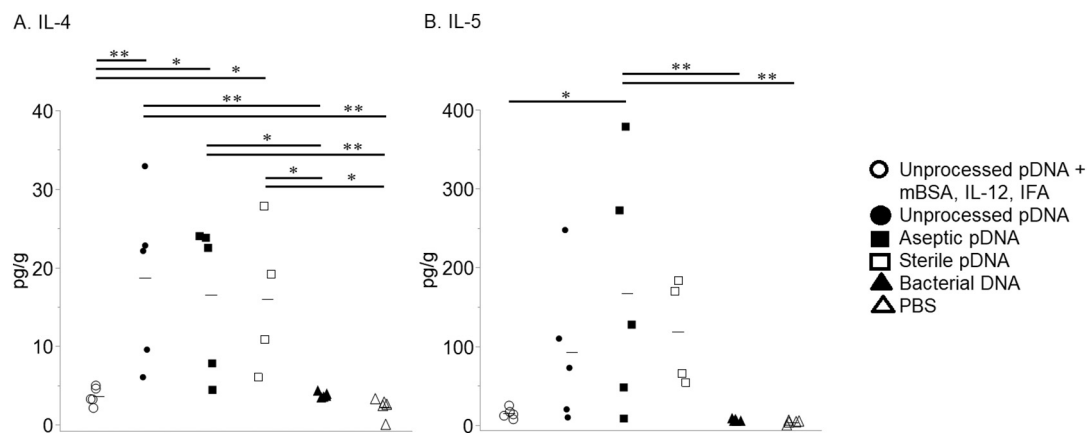 A. IL-4
B. IL-5
**
*
*
**
**
*
**
*
*
**
**
*
40
30
20
10
0
pg/g
400
300
200
100
0
pg/g
Unprocessed pDNA +
mBSA, IL-12, IFA
Unprocessed pDNA
Aseptic pDNA
Sterile pDNA
Bacterial DNA
PBS